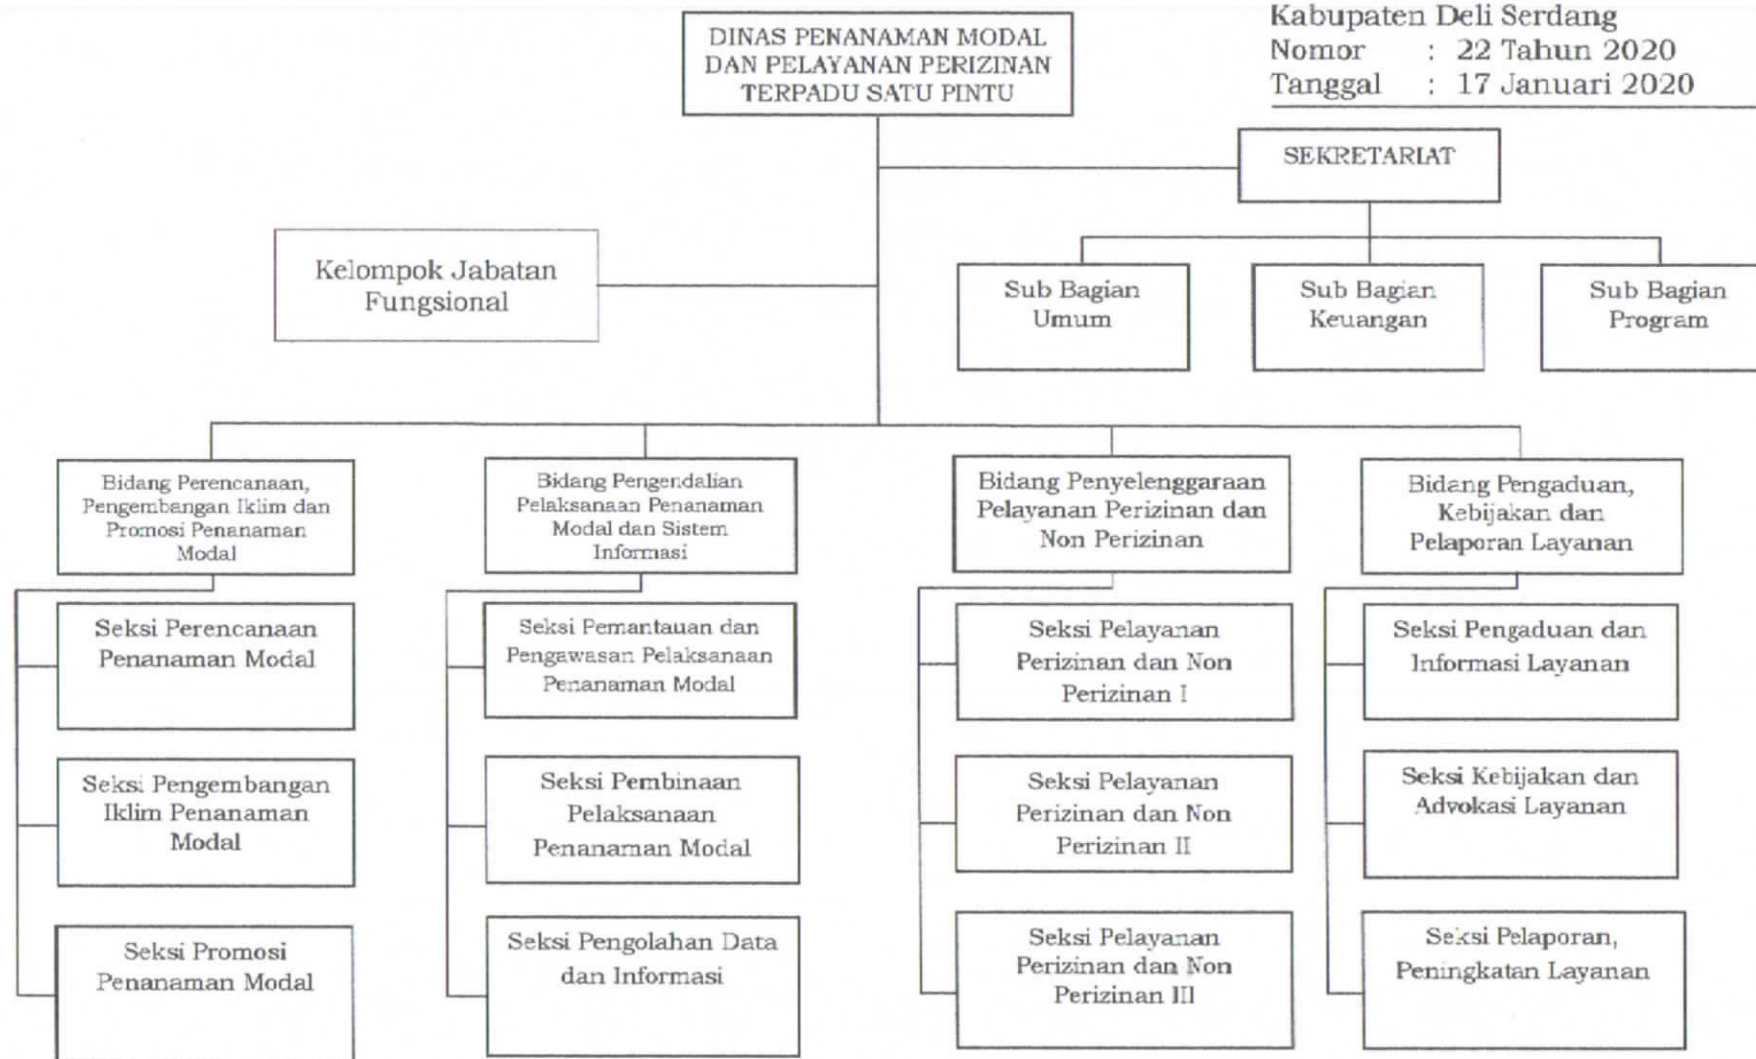 Kabupaten Deli Serdang
Nomor : 22 Tahun 2020
Tanggal : 17 Januari 2020
DINAS PENANAMAN MODAL
DAN PELAYANAN PERIZINAN
TERPADU SATU PINTU
SEKRETARIAT
Kelompok Jabatan
Fungsional
Sub Bagian
Umum
Sub Bagian
Keuangan
Sub Bagian
Program
Bidang Perencanaan,
Pengembangan Iklim dan
Promosi Penanaman
Modal
Bidang Pengendalian
Pelaksanaan Penanaman
Modal dan Sistem
Informasi
Bidang Penyelenggaraan
Pelayanan Perizinan dan
Non Perizinan
Bidang Pengaduan,
Kebijakan dan
Pelaporan Layanan
Seksi Perencanaan
Penanaman Modal
Seksi Pemantauan dan
Pengawasan Pelaksanaan
Penanaman Modal
Seksi Pelayanan
Perizinan dan Non
Perizinan I
Seksi Pengaduan dan
Informasi Layanan
Seksi Pengembangan
Iklim Penanaman
Modal
Seksi Pembinaan
Pelaksanaan
Penanaman Modal
Seksi Pelayanan
Perizinan dan Non
Perizinan II
Seksi Kebijakan dan
Advokasi Layanan
Seksi Promosi
Penanaman Modal
Seksi Pengolahan Data
dan Informasi
Seksi Pelayanan
Perizinan dan Non
Perizinan III
Seksi Pelaporan,
Peningkatan Layanan